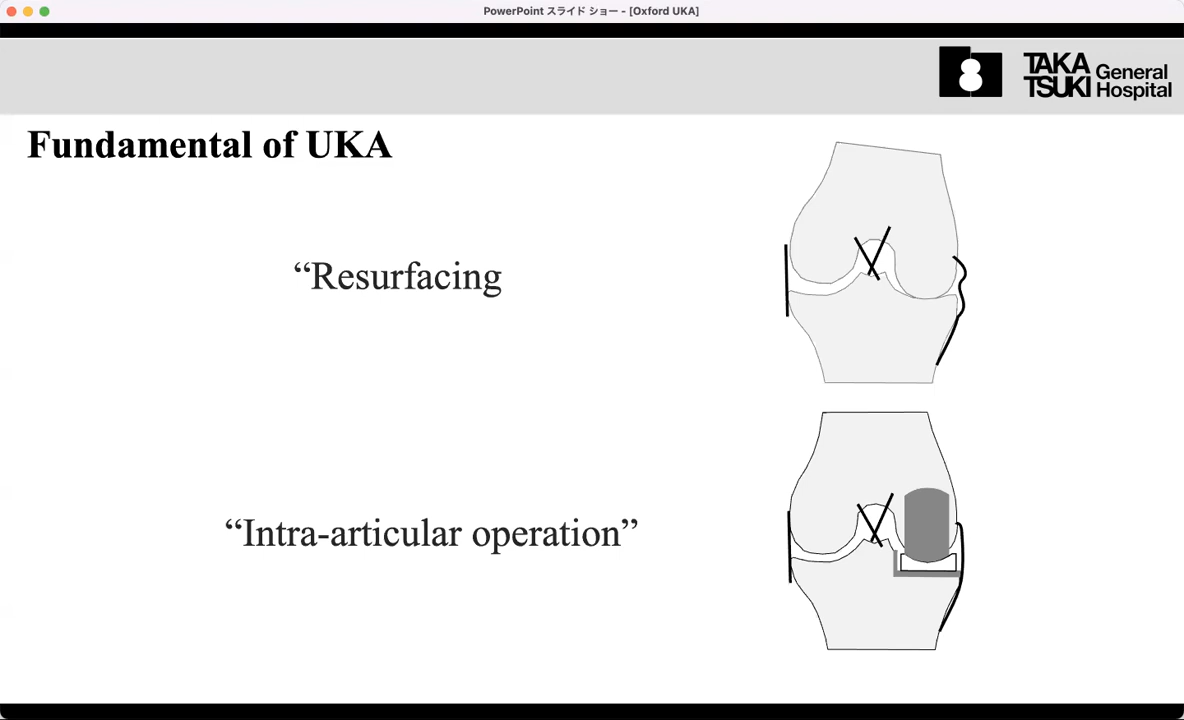 PowerPoint スライド ショー - [Oxford UKA]
TAKA
TSUKI
General
Hospital
Fundamental of UKA
“Resurfacing
“Intra-articular operation”